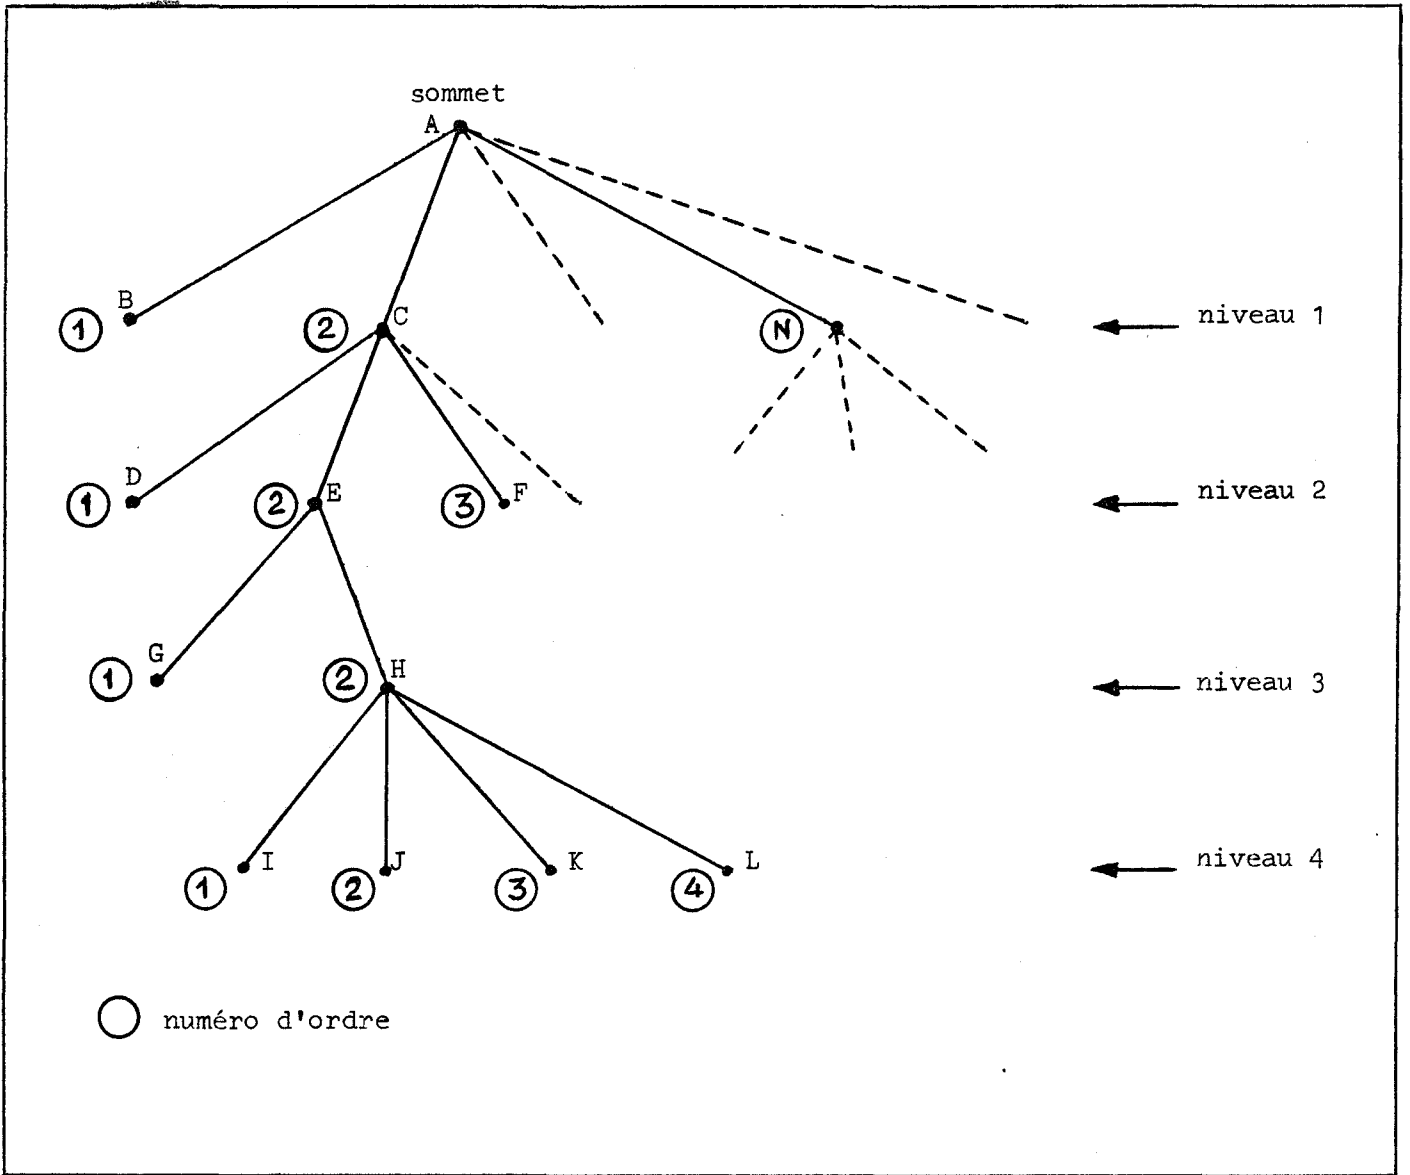 sommet
A
B
① ② C Ⓝ niveau 1
D
① ② E ③ F niveau 2
G
① ② H niveau 3
① I ② J ③ K ④ L niveau 4
numéro d'ordre